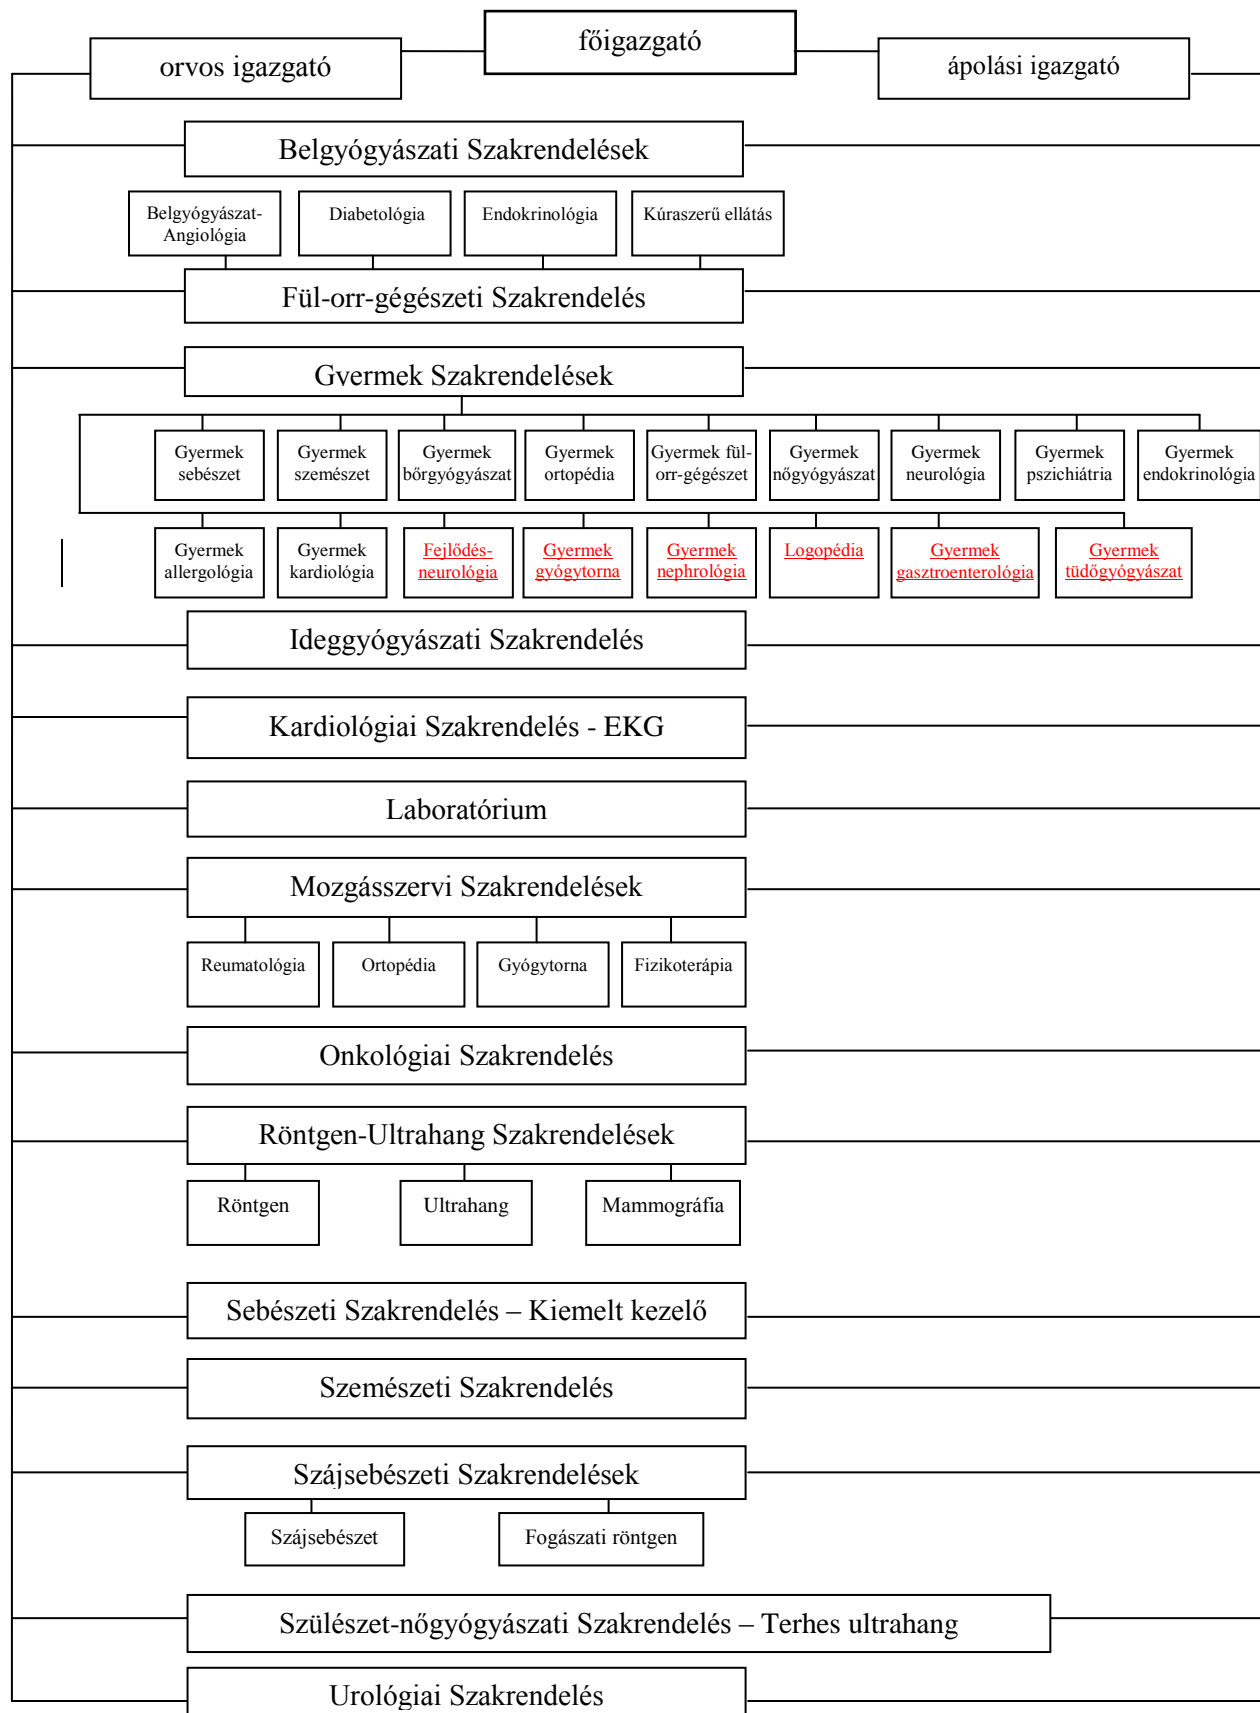 főigazgató
orvos igazgató
ápolási igazgató
Belgyógyászati Szakrendelések
Belgyógyászat-
Angiológia
Diabetológia
Endokrinológia
Kúraszerű ellátás
Fül-orr-gégészeti Szakrendelés
Gyermek Szakrendelések
Gyermek
sebészet
Gyermek
szemészet
Gyermek
bőrgyógyászat
Gyermek
ortopédia
Gyermek fül-
orr-gégészet
Gyermek
nőgyógyászat
Gyermek
neurológia
Gyermek
pszichiátria
Gyermek
endokrinológia
Gyermek
allergológia
Gyermek
kardiológia
Fejlődés-
neurológia
Gyermek
gyógytorna
Gyermek
nephrológia
Logopédia
Gyermek
gasztroenterológia
Gyermek
tüdőgyógyászat
Ideggyógyászati Szakrendelés
Kardiológiai Szakrendelés - EKG
Laboratórium
Mozgásszervi Szakrendelések
Reumatológia
Ortopédia
Gyógytorna
Fizikoterápia
Onkológiai Szakrendelés
Röntgen-Ultrahang Szakrendelések
Röntgen
Ultrahang
Mammográfia
Sebészeti Szakrendelés – Kiemelt kezelő
Szemészeti Szakrendelés
Szájsebészeti Szakrendelések
Szájsebészet
Fogászati röntgen
Szülészet-nőgyógyászati Szakrendelés – Terhes ultrahang
Urológiai Szakrendelés